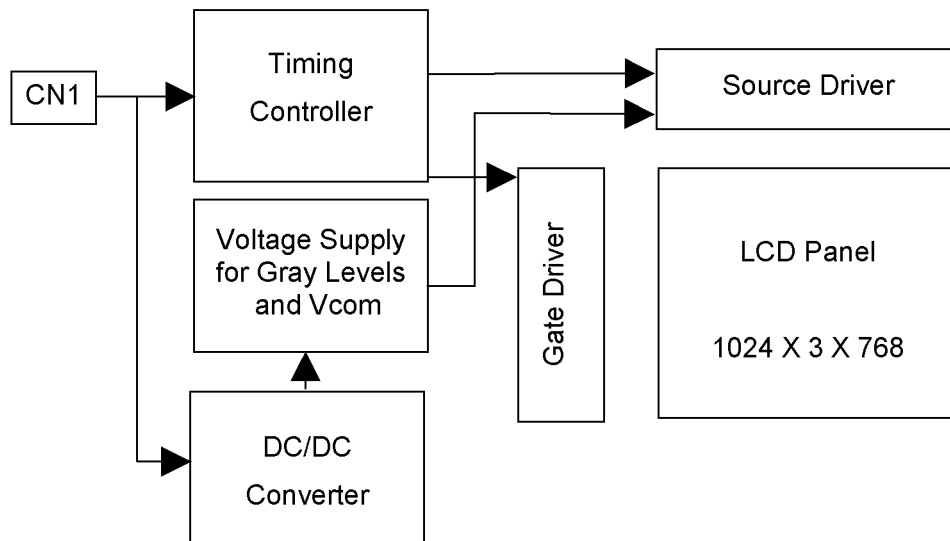 CN1
Timing
Controller
Source Driver
Voltage Supply
for Gray Levels
and Vcom
Gate Driver
LCD Panel
1024 X 3 X 768
DC/DC
Converter